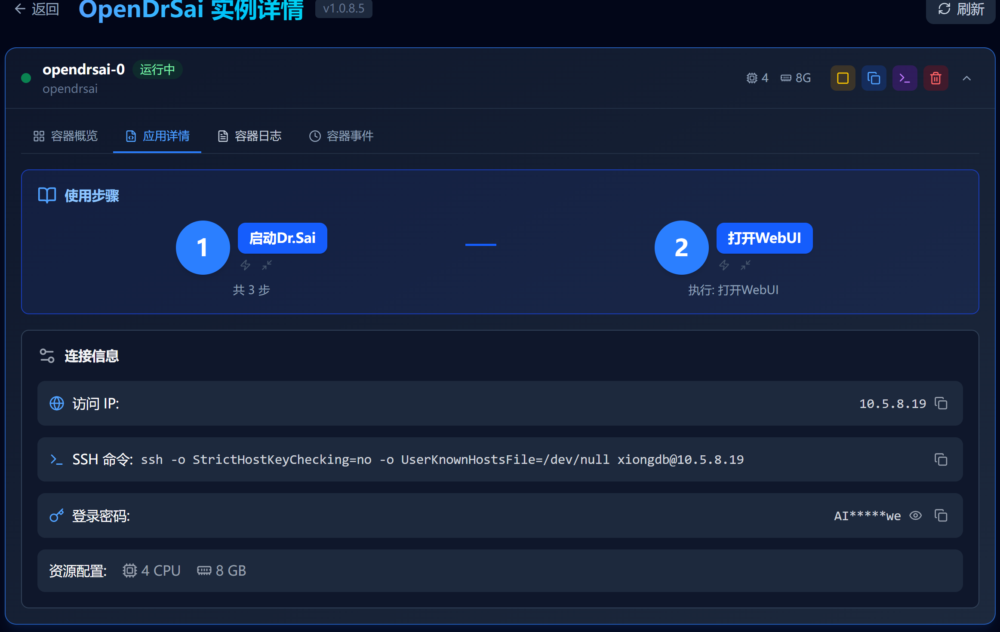 返回
OpenDrSai 实例详情
v1.0.8.5
刷新
opendrsai-0
运行中
opendrsai
4
8G
容器概览
应用详情
容器日志
容器事件
使用步骤
1
启动Dr.Sai
共 3 步
2
打开WebUI
执行: 打开WebUI
连接信息
访问 IP:
10.5.8.19
SSH 命令: ssh -o StrictHostKeyChecking=no -o UserKnownHostsFile=/dev/null xiongdb@10.5.8.19
登录密码:
AI*****we
资源配置: 4 CPU 8 GB